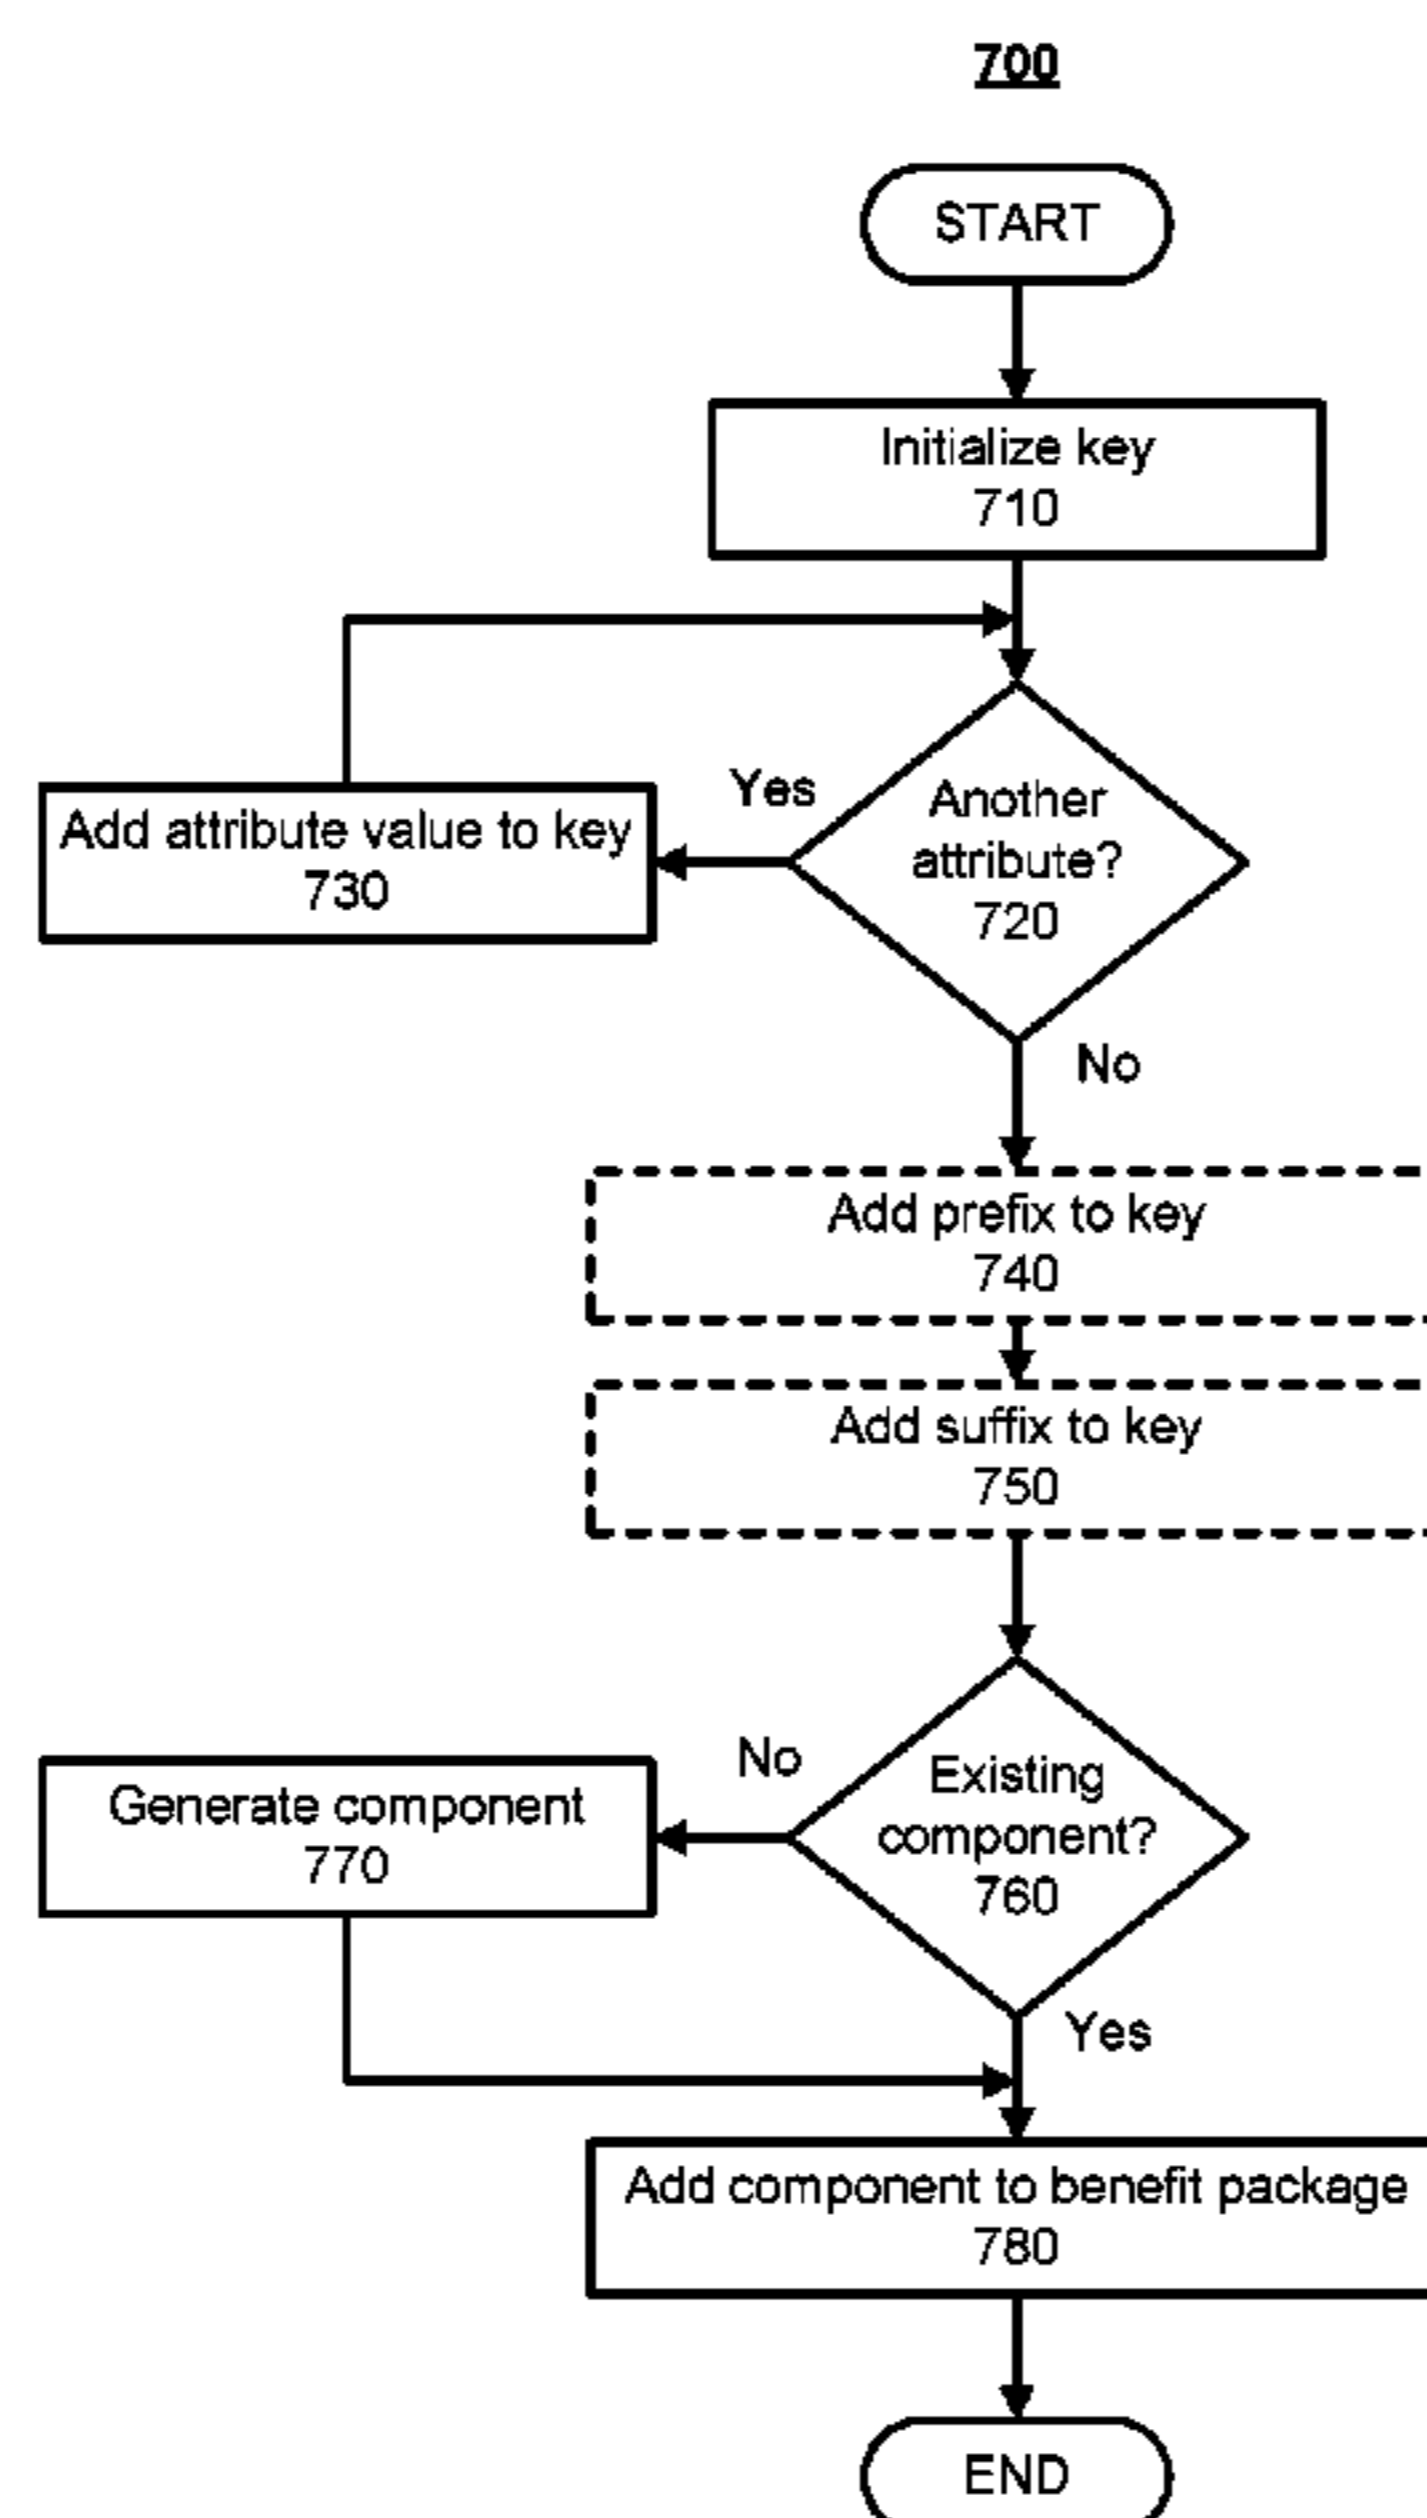 700
START
Initialize key
710
Yes
Another
attribute?
720
Add attribute value to key
730
No
Add prefix to key
740
Add suffix to key
750
No
Existing
component?
760
Generate component
770
Yes
Add component to benefit package
780
END